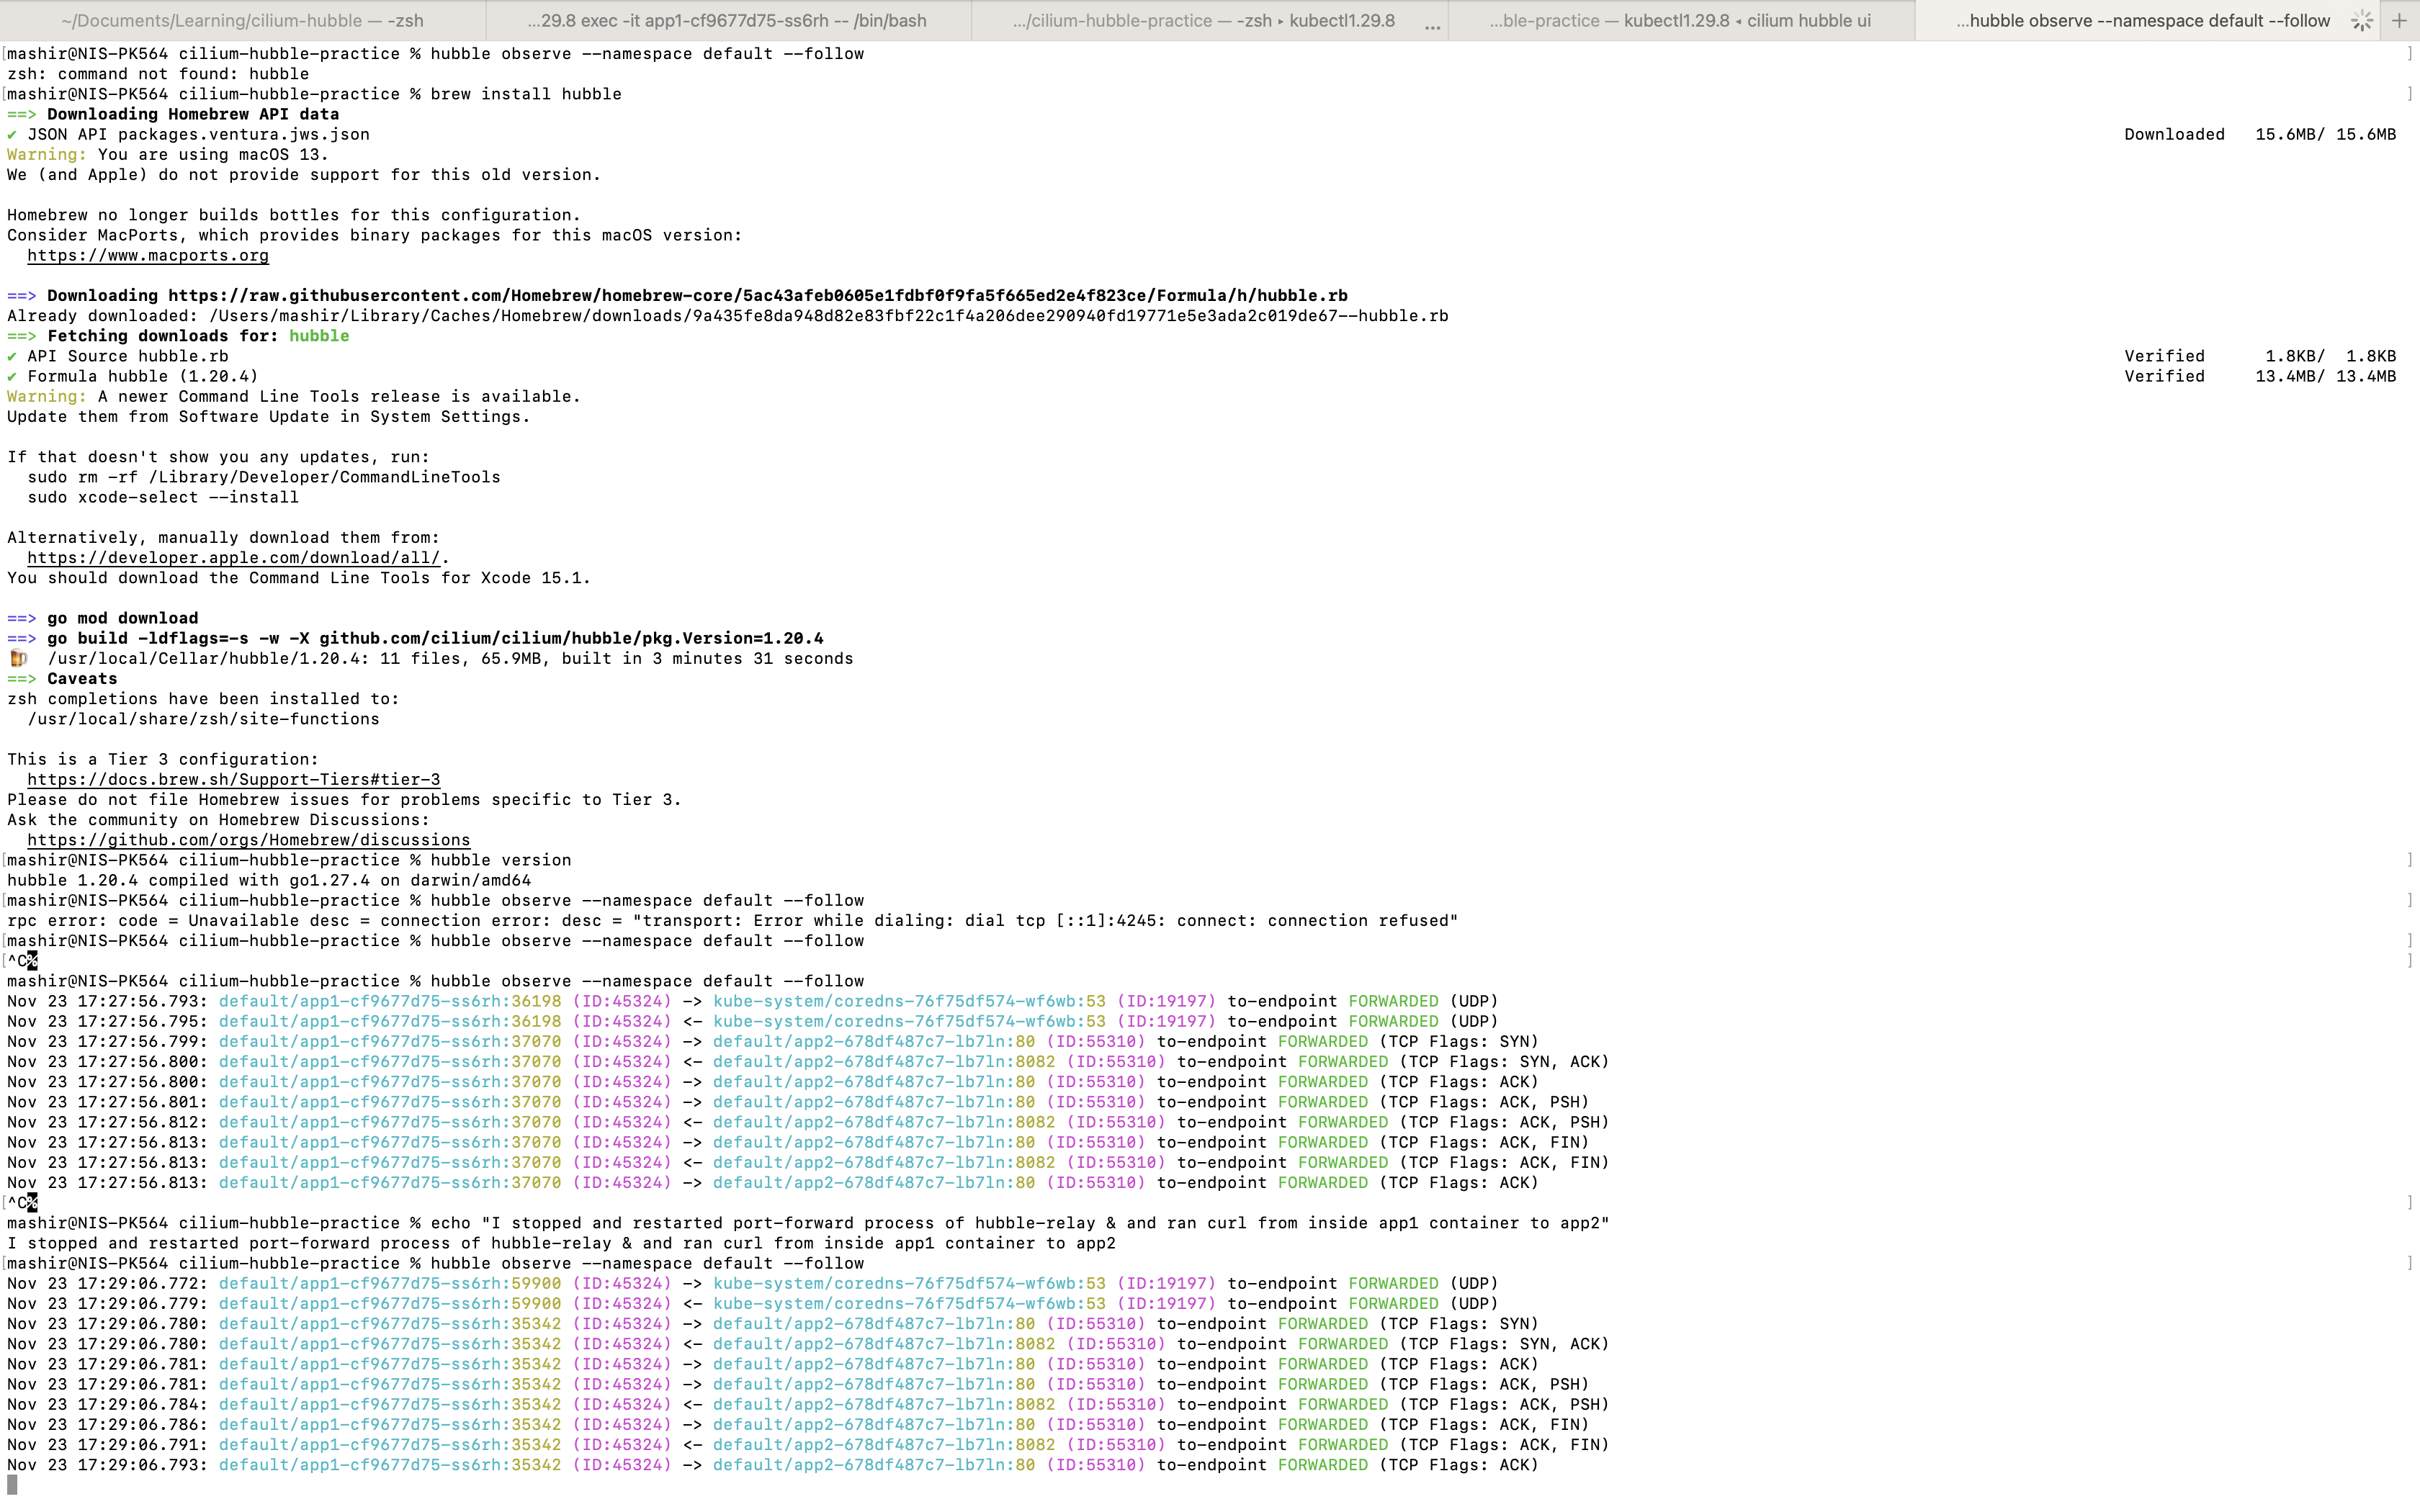 ~/Documents/Learning/cilium-hubble — -zsh
...29.8 exec -it app1-cf9677d75-ss6rh -- /bin/bash
.../cilium-hubble-practice — -zsh ▸ kubectl1.29.8 ...
...ble-practice — kubectl1.29.8 ◂ cilium hubble ui
...hubble observe --namespace default --follow
+
[mashir@NIS-PK564 cilium-hubble-practice % hubble observe --namespace default --follow ]
zsh: command not found: hubble
[mashir@NIS-PK564 cilium-hubble-practice % brew install hubble ]
==> Downloading Homebrew API data
✔ JSON API packages.ventura.jws.json Downloaded 15.6MB/ 15.6MB
Warning: You are using macOS 13.
We (and Apple) do not provide support for this old version.
Homebrew no longer builds bottles for this configuration.
Consider MacPorts, which provides binary packages for this macOS version:
https://www.macports.org
==> Downloading https://raw.githubusercontent.com/Homebrew/homebrew-core/5ac43afeb0605e1fdbf0f9fa5f665ed2e4f823ce/Formula/h/hubble.rb
Already downloaded: /Users/mashir/Library/Caches/Homebrew/downloads/9a435fe8da948d82e83fbf22c1f4a206dee290940fd19771e5e3ada2c019de67--hubble.rb
==> Fetching downloads for: hubble
✔ API Source hubble.rb Verified 1.8KB/ 1.8KB
✔ Formula hubble (1.20.4) Verified 13.4MB/ 13.4MB
Warning: A newer Command Line Tools release is available.
Update them from Software Update in System Settings.
If that doesn't show you any updates, run:
sudo rm -rf /Library/Developer/CommandLineTools
sudo xcode-select --install
Alternatively, manually download them from:
https://developer.apple.com/download/all/.
You should download the Command Line Tools for Xcode 15.1.
==> go mod download
==> go build -ldflags=-s -w -X github.com/cilium/cilium/hubble/pkg.Version=1.20.4
🍺 /usr/local/Cellar/hubble/1.20.4: 11 files, 65.9MB, built in 3 minutes 31 seconds
==> Caveats
zsh completions have been installed to:
/usr/local/share/zsh/site-functions
This is a Tier 3 configuration:
https://docs.brew.sh/Support-Tiers#tier-3
Please do not file Homebrew issues for problems specific to Tier 3.
Ask the community on Homebrew Discussions:
https://github.com/orgs/Homebrew/discussions
[mashir@NIS-PK564 cilium-hubble-practice % hubble version ]
hubble 1.20.4 compiled with go1.27.4 on darwin/amd64
[mashir@NIS-PK564 cilium-hubble-practice % hubble observe --namespace default --follow ]
rpc error: code = Unavailable desc = connection error: desc = "transport: Error while dialing: dial tcp [::1]:4245: connect: connection refused"
[mashir@NIS-PK564 cilium-hubble-practice % hubble observe --namespace default --follow ]
[^C% ]
mashir@NIS-PK564 cilium-hubble-practice % hubble observe --namespace default --follow
Nov 23 17:27:56.793: default/app1-cf9677d75-ss6rh:36198 (ID:45324) -> kube-system/coredns-76f75df574-wf6wb:53 (ID:19197) to-endpoint FORWARDED (UDP)
Nov 23 17:27:56.795: default/app1-cf9677d75-ss6rh:36198 (ID:45324) <- kube-system/coredns-76f75df574-wf6wb:53 (ID:19197) to-endpoint FORWARDED (UDP)
Nov 23 17:27:56.799: default/app1-cf9677d75-ss6rh:37070 (ID:45324) -> default/app2-678df487c7-lb7ln:80 (ID:55310) to-endpoint FORWARDED (TCP Flags: SYN)
Nov 23 17:27:56.800: default/app1-cf9677d75-ss6rh:37070 (ID:45324) <- default/app2-678df487c7-lb7ln:8082 (ID:55310) to-endpoint FORWARDED (TCP Flags: SYN, ACK)
Nov 23 17:27:56.800: default/app1-cf9677d75-ss6rh:37070 (ID:45324) -> default/app2-678df487c7-lb7ln:80 (ID:55310) to-endpoint FORWARDED (TCP Flags: ACK)
Nov 23 17:27:56.801: default/app1-cf9677d75-ss6rh:37070 (ID:45324) -> default/app2-678df487c7-lb7ln:80 (ID:55310) to-endpoint FORWARDED (TCP Flags: ACK, PSH)
Nov 23 17:27:56.812: default/app1-cf9677d75-ss6rh:37070 (ID:45324) <- default/app2-678df487c7-lb7ln:8082 (ID:55310) to-endpoint FORWARDED (TCP Flags: ACK, PSH)
Nov 23 17:27:56.813: default/app1-cf9677d75-ss6rh:37070 (ID:45324) -> default/app2-678df487c7-lb7ln:80 (ID:55310) to-endpoint FORWARDED (TCP Flags: ACK, FIN)
Nov 23 17:27:56.813: default/app1-cf9677d75-ss6rh:37070 (ID:45324) <- default/app2-678df487c7-lb7ln:8082 (ID:55310) to-endpoint FORWARDED (TCP Flags: ACK, FIN)
Nov 23 17:27:56.813: default/app1-cf9677d75-ss6rh:37070 (ID:45324) -> default/app2-678df487c7-lb7ln:80 (ID:55310) to-endpoint FORWARDED (TCP Flags: ACK)
[^C% ]
mashir@NIS-PK564 cilium-hubble-practice % echo "I stopped and restarted port-forward process of hubble-relay & and ran curl from inside app1 container to app2"
I stopped and restarted port-forward process of hubble-relay & and ran curl from inside app1 container to app2
[mashir@NIS-PK564 cilium-hubble-practice % hubble observe --namespace default --follow ]
Nov 23 17:29:06.772: default/app1-cf9677d75-ss6rh:59900 (ID:45324) -> kube-system/coredns-76f75df574-wf6wb:53 (ID:19197) to-endpoint FORWARDED (UDP)
Nov 23 17:29:06.779: default/app1-cf9677d75-ss6rh:59900 (ID:45324) <- kube-system/coredns-76f75df574-wf6wb:53 (ID:19197) to-endpoint FORWARDED (UDP)
Nov 23 17:29:06.780: default/app1-cf9677d75-ss6rh:35342 (ID:45324) -> default/app2-678df487c7-lb7ln:80 (ID:55310) to-endpoint FORWARDED (TCP Flags: SYN)
Nov 23 17:29:06.780: default/app1-cf9677d75-ss6rh:35342 (ID:45324) <- default/app2-678df487c7-lb7ln:8082 (ID:55310) to-endpoint FORWARDED (TCP Flags: SYN, ACK)
Nov 23 17:29:06.781: default/app1-cf9677d75-ss6rh:35342 (ID:45324) -> default/app2-678df487c7-lb7ln:80 (ID:55310) to-endpoint FORWARDED (TCP Flags: ACK)
Nov 23 17:29:06.781: default/app1-cf9677d75-ss6rh:35342 (ID:45324) -> default/app2-678df487c7-lb7ln:80 (ID:55310) to-endpoint FORWARDED (TCP Flags: ACK, PSH)
Nov 23 17:29:06.784: default/app1-cf9677d75-ss6rh:35342 (ID:45324) <- default/app2-678df487c7-lb7ln:8082 (ID:55310) to-endpoint FORWARDED (TCP Flags: ACK, PSH)
Nov 23 17:29:06.786: default/app1-cf9677d75-ss6rh:35342 (ID:45324) -> default/app2-678df487c7-lb7ln:80 (ID:55310) to-endpoint FORWARDED (TCP Flags: ACK, FIN)
Nov 23 17:29:06.791: default/app1-cf9677d75-ss6rh:35342 (ID:45324) <- default/app2-678df487c7-lb7ln:8082 (ID:55310) to-endpoint FORWARDED (TCP Flags: ACK, FIN)
Nov 23 17:29:06.793: default/app1-cf9677d75-ss6rh:35342 (ID:45324) -> default/app2-678df487c7-lb7ln:80 (ID:55310) to-endpoint FORWARDED (TCP Flags: ACK)